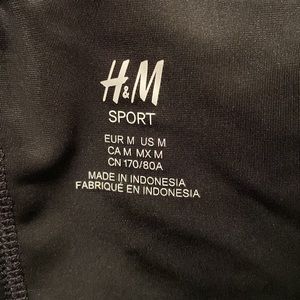 H&M
SPORT
EUR M US M
CA M MX M
CN 170/80A
MADE IN INDONESIA
FABRIQUÉ EN INDONESIA